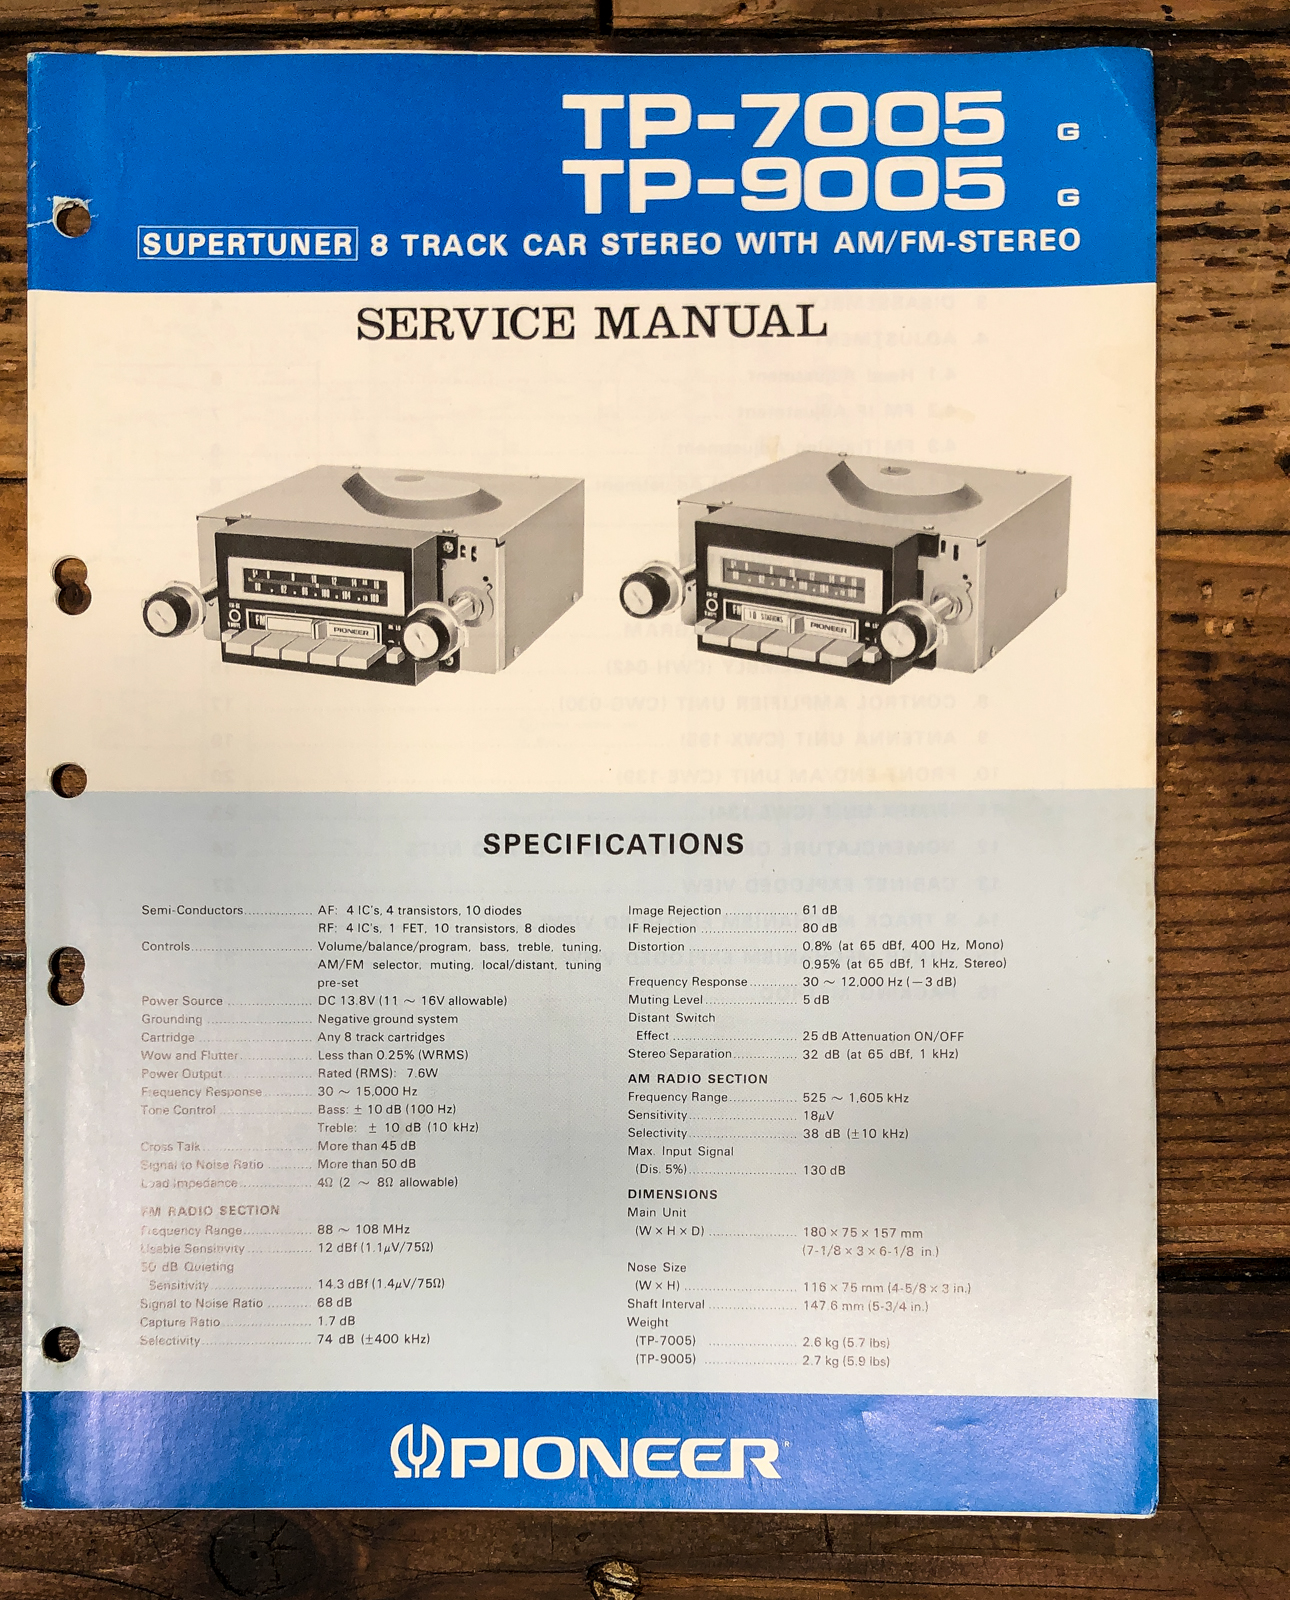 TP-7005 G
TP-9005 G
SUPERTUNER 8 TRACK CAR STEREO WITH AM/FM-STEREO
SERVICE MANUAL
PIONEER
FM 10 STATIONS PIONEER
SPECIFICATIONS
Semi-Conductors................. AF: 4 IC's, 4 transistors, 10 diodes
RF: 4 IC's, 1 FET, 10 transistors, 8 diodes
Controls.............................. Volume/balance/program, bass, treble, tuning,
AM/FM selector, muting, local/distant, tuning
pre-set
Power Source ..................... DC 13.8V (11 ～ 16V allowable)
Grounding .......................... Negative ground system
Cartridge ............................ Any 8 track cartridges
Wow and Flutter.................. Less than 0.25% (WRMS)
Power Output ..................... Rated (RMS): 7.6W
Frequency Response............ 30 ～ 15,000 Hz
Tone Control ....................... Bass: ± 10 dB (100 Hz)
Treble: ± 10 dB (10 kHz)
Cross Talk........................... More than 45 dB
Signal to Noise Ratio ........... More than 50 dB
Load Impedance.................. 4Ω (2 ～ 8Ω allowable)
FM RADIO SECTION
Frequency Range................. 88 ～ 108 MHz
Usable Sensitivity ................ 12 dBf (1.1μV/75Ω)
50 dB Quieting
Sensitivity.......................... 14.3 dBf (1.4μV/75Ω)
Signal to Noise Ratio ........... 68 dB
Capture Ratio...................... 1.7 dB
Selectivity........................... 74 dB (±400 kHz)
Image Rejection .................. 61 dB
IF Rejection ........................ 80 dB
Distortion ........................... 0.8% (at 65 dBf, 400 Hz, Mono)
0.95% (at 65 dBf, 1 kHz, Stereo)
Frequency Response............ 30 ～ 12,000 Hz (－3 dB)
Muting Level....................... 5 dB
Distant Switch
Effect ............................... 25 dB Attenuation ON/OFF
Stereo Separation................ 32 dB (at 65 dBf, 1 kHz)
AM RADIO SECTION
Frequency Range................. 525 ～ 1,605 kHz
Sensitivity........................... 18μV
Selectivity........................... 38 dB (±10 kHz)
Max. Input Signal
(Dis. 5%)........................... 130 dB
DIMENSIONS
Main Unit
(W × H × D) ...................... 180 × 75 × 157 mm
(7-1/8 × 3 × 6-1/8 in.)
Nose Size
(W × H) ............................ 116 × 75 mm (4-5/8 × 3 in.)
Shaft Interval ...................... 147.6 mm (5-3/4 in.)
Weight
(TP-7005) ......................... 2.6 kg (5.7 lbs)
(TP-9005) ......................... 2.7 kg (5.9 lbs)
PIONEER®